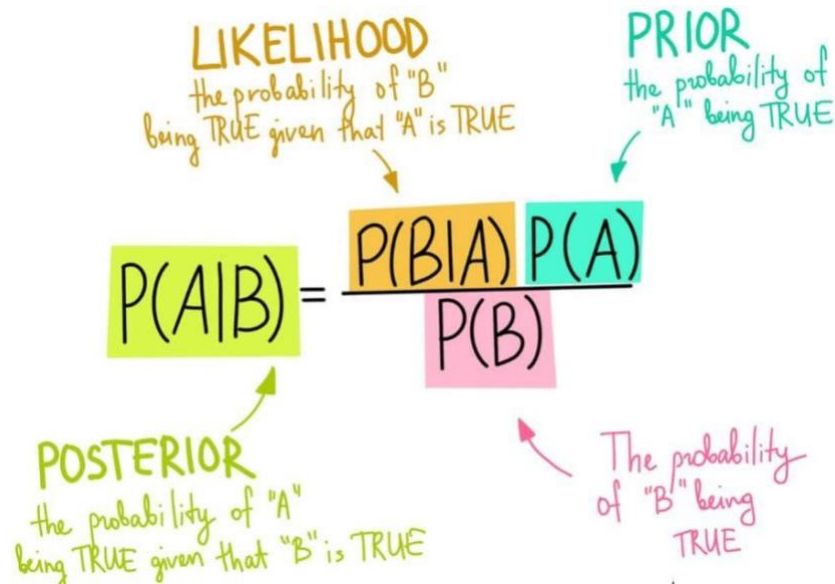 LIKELIHOOD
the probability of "B"
being TRUE given that "A" is TRUE
PRIOR
the probability of
"A" being TRUE
P(A|B) = P(B|A) P(A)
P(B)
POSTERIOR
the probability of "A"
being TRUE given that "B" is TRUE
The probability
of "B" being
TRUE